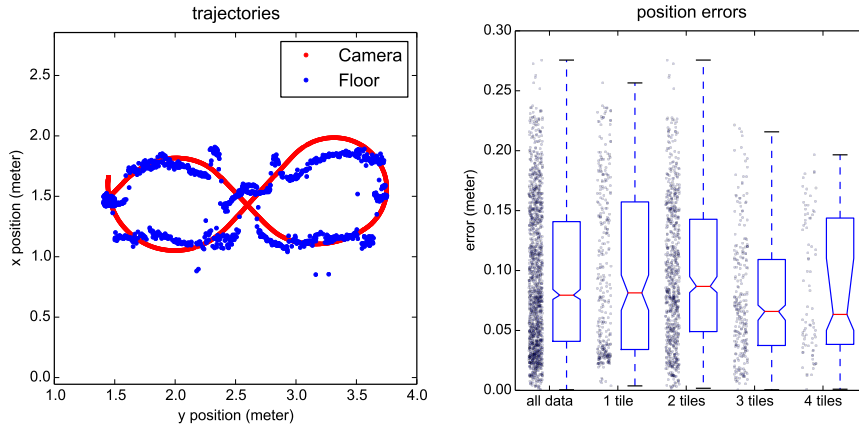 trajectories
2.5
2.0
1.5
1.0
0.5
0.0
x position (meter)
1.0 1.5 2.0 2.5 3.0 3.5 4.0
y position (meter)
Camera
Floor
position errors
0.30
0.25
0.20
0.15
0.10
0.05
0.00
error (meter)
all data 1 tile 2 tiles 3 tiles 4 tiles